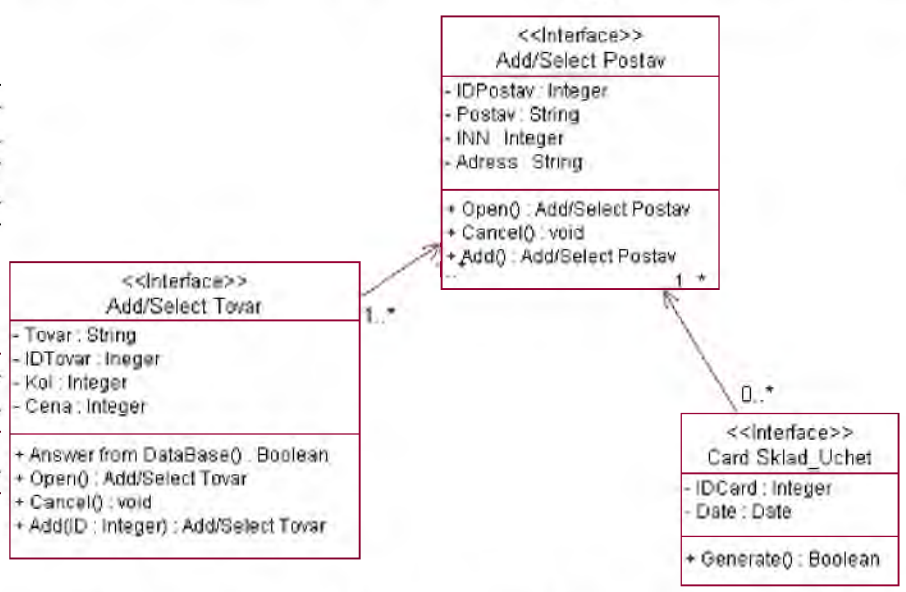 <<Interface>>
Add/Select Postav
- IDPostav : Integer
- Postav : String
- INN : Integer
- Adress : String
+ Open() : Add/Select Postav
+ Cancel() : void
+ Add() : Add/Select Postav
1..*
<<Interface>>
Add/Select Tovar
- Tovar : String
- IDTovar : Ineger
- Kol : Integer
- Cena : Integer
+ Answer from DataBase() : Boolean
+ Open() : Add/Select Tovar
+ Cancel() : void
+ Add(ID : Integer) : Add/Select Tovar
1..*
0..*
<<Interface>>
Card Sklad_Uchet
- IDCard : Integer
- Date : Date
+ Generate() : Boolean